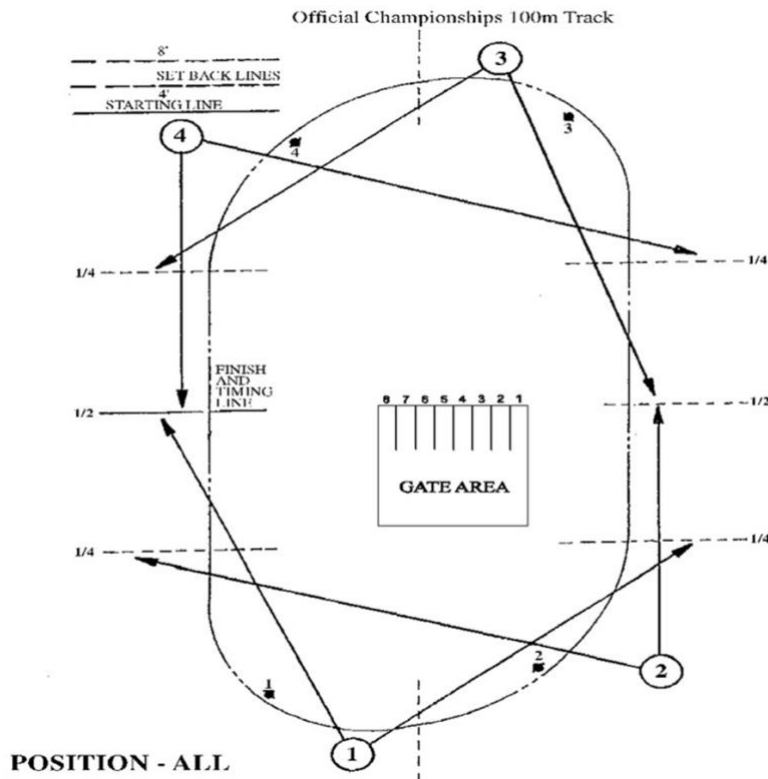 Official Championships 100m Track
8'
SET BACK LINES
4'
STARTING LINE
3
4
3
4
1/4
1/4
FINISH
AND
TIMING
LINE
1/2
1/2
8 7 6 5 4 3 2 1
GATE AREA
1/4
1/4
2
2
1
1
POSITION - ALL